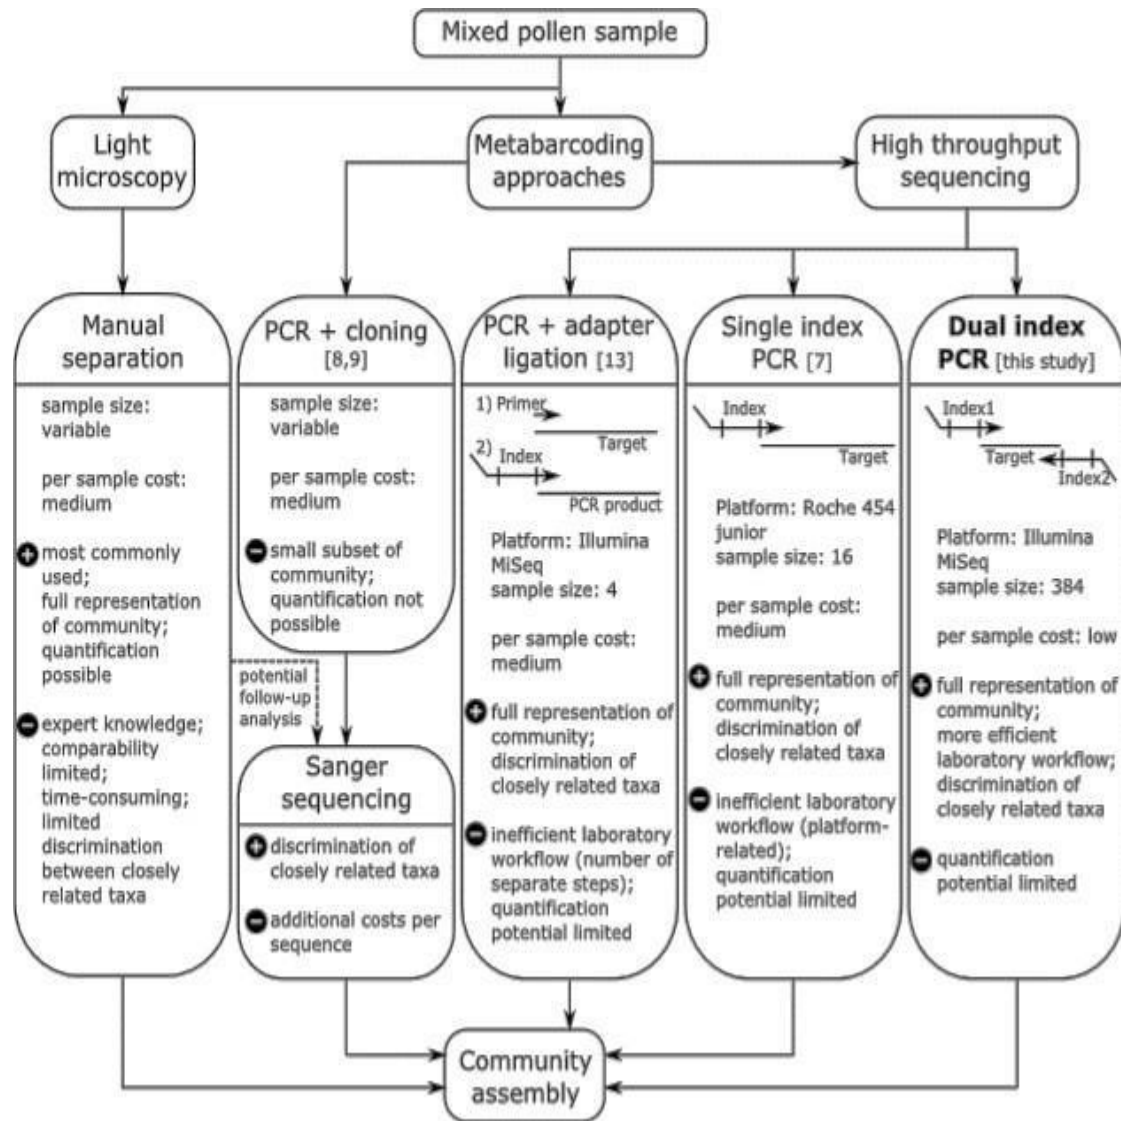 Mixed pollen sample
Light
microscopy
Metabarcoding
approaches
High throughput
sequencing
Manual
separation
sample size:
variable
per sample cost:
medium
+ most commonly
used;
full representation
of community;
quantification
possible
- expert knowledge;
comparability
limited;
time-consuming;
limited
discrimination
between closely
related taxa
PCR + cloning
[8,9]
sample size:
variable
per sample cost:
medium
- small subset of
community;
quantification not
possible
potential
follow-up
analysis
Sanger
sequencing
+ discrimination of
closely related taxa
- additional costs per
sequence
PCR + adapter
ligation [13]
1) Primer
Target
2) Index
PCR product
Platform: Illumina
MiSeq
sample size: 4
per sample cost:
medium
+ full representation of
community;
discrimination of
closely related taxa
- inefficient laboratory
workflow (number of
separate steps);
quantification
potential limited
Single index
PCR [7]
Index
Target
Platform: Roche 454
junior
sample size: 16
per sample cost:
medium
+ full representation of
community;
discrimination of
closely related taxa
- inefficient laboratory
workflow (platform-
related);
quantification
potential limited
Dual index
PCR [this study]
Index1
Target
Index2
Platform: Illumina
MiSeq
sample size: 384
per sample cost: low
+ full representation of
community;
more efficient
laboratory workflow;
discrimination of
closely related taxa
- quantification
potential limited
Community
assembly